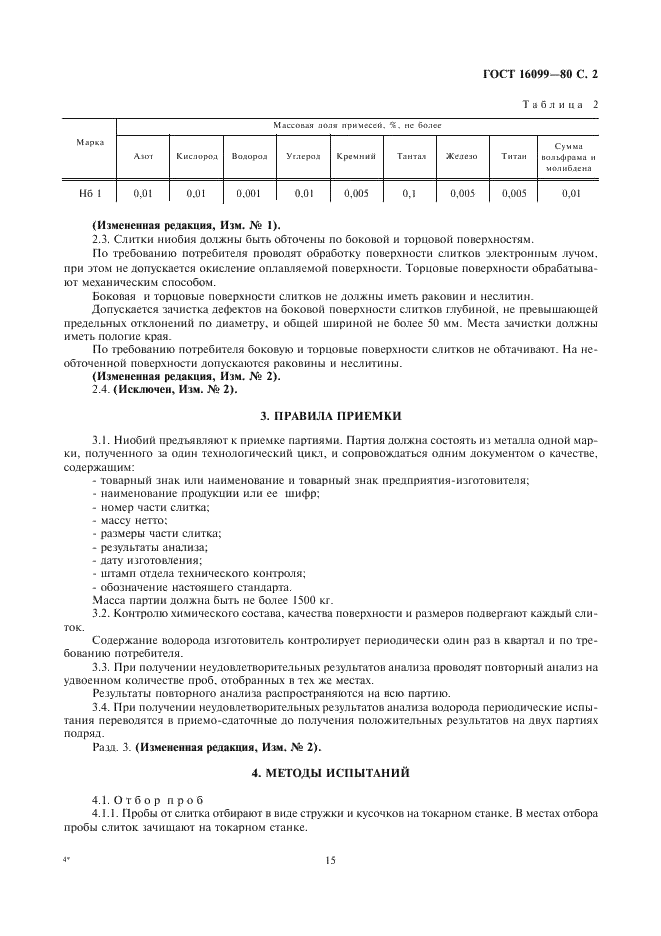 ГОСТ 16099—80 С. 2
Таблица 2
Марка
Массовая доля примесей, %, не более
Азот Кислород Водород Углерод Кремний Тантал Железо Титан Сумма вольфрама и молибдена
Нб 1 0,01 0,01 0,001 0,01 0,005 0,1 0,005 0,005 0,01
(Измененная редакция, Изм. № 1).
2.3. Слитки ниобия должны быть обточены по боковой и торцовой поверхностям.
По требованию потребителя проводят обработку поверхности слитков электронным лучом,
при этом не допускается окисление оплавляемой поверхности. Торцовые поверхности обрабатыва-
ют механическим способом.
Боковая и торцовые поверхности слитков не должны иметь раковин и неслитин.
Допускается зачистка дефектов на боковой поверхности слитков глубиной, не превышающей
предельных отклонений по диаметру, и общей шириной не более 50 мм. Места зачистки должны
иметь пологие края.
По требованию потребителя боковую и торцовые поверхности слитков не обтачивают. На не-
обточенной поверхности допускаются раковины и неслитины.
(Измененная редакция, Изм. № 2).
2.4. (Исключен, Изм. № 2).
3. ПРАВИЛА ПРИЕМКИ
3.1. Ниобий предъявляют к приемке партиями. Партия должна состоять из металла одной мар-
ки, полученного за один технологический цикл, и сопровождаться одним документом о качестве,
содержащим:
- товарный знак или наименование и товарный знак предприятия-изготовителя;
- наименование продукции или ее шифр;
- номер части слитка;
- массу нетто;
- размеры части слитка;
- результаты анализа;
- дату изготовления;
- штамп отдела технического контроля;
- обозначение настоящего стандарта.
Масса партии должна быть не более 1500 кг.
3.2. Контролю химического состава, качества поверхности и размеров подвергают каждый сли-
ток.
Содержание водорода изготовитель контролирует периодически один раз в квартал и по тре-
бованию потребителя.
3.3. При получении неудовлетворительных результатов анализа проводят повторный анализ на
удвоенном количестве проб, отобранных в тех же местах.
Результаты повторного анализа распространяются на всю партию.
3.4. При получении неудовлетворительных результатов анализа водорода периодические испы-
тания переводятся в приемо-сдаточные до получения положительных результатов на двух партиях
подряд.
Разд. 3. (Измененная редакция, Изм. № 2).
4. МЕТОДЫ ИСПЫТАНИЙ
4.1. Отбор проб
4.1.1. Пробы от слитка отбирают в виде стружки и кусочков на токарном станке. В местах отбора
пробы слиток зачищают на токарном станке.
4*
15